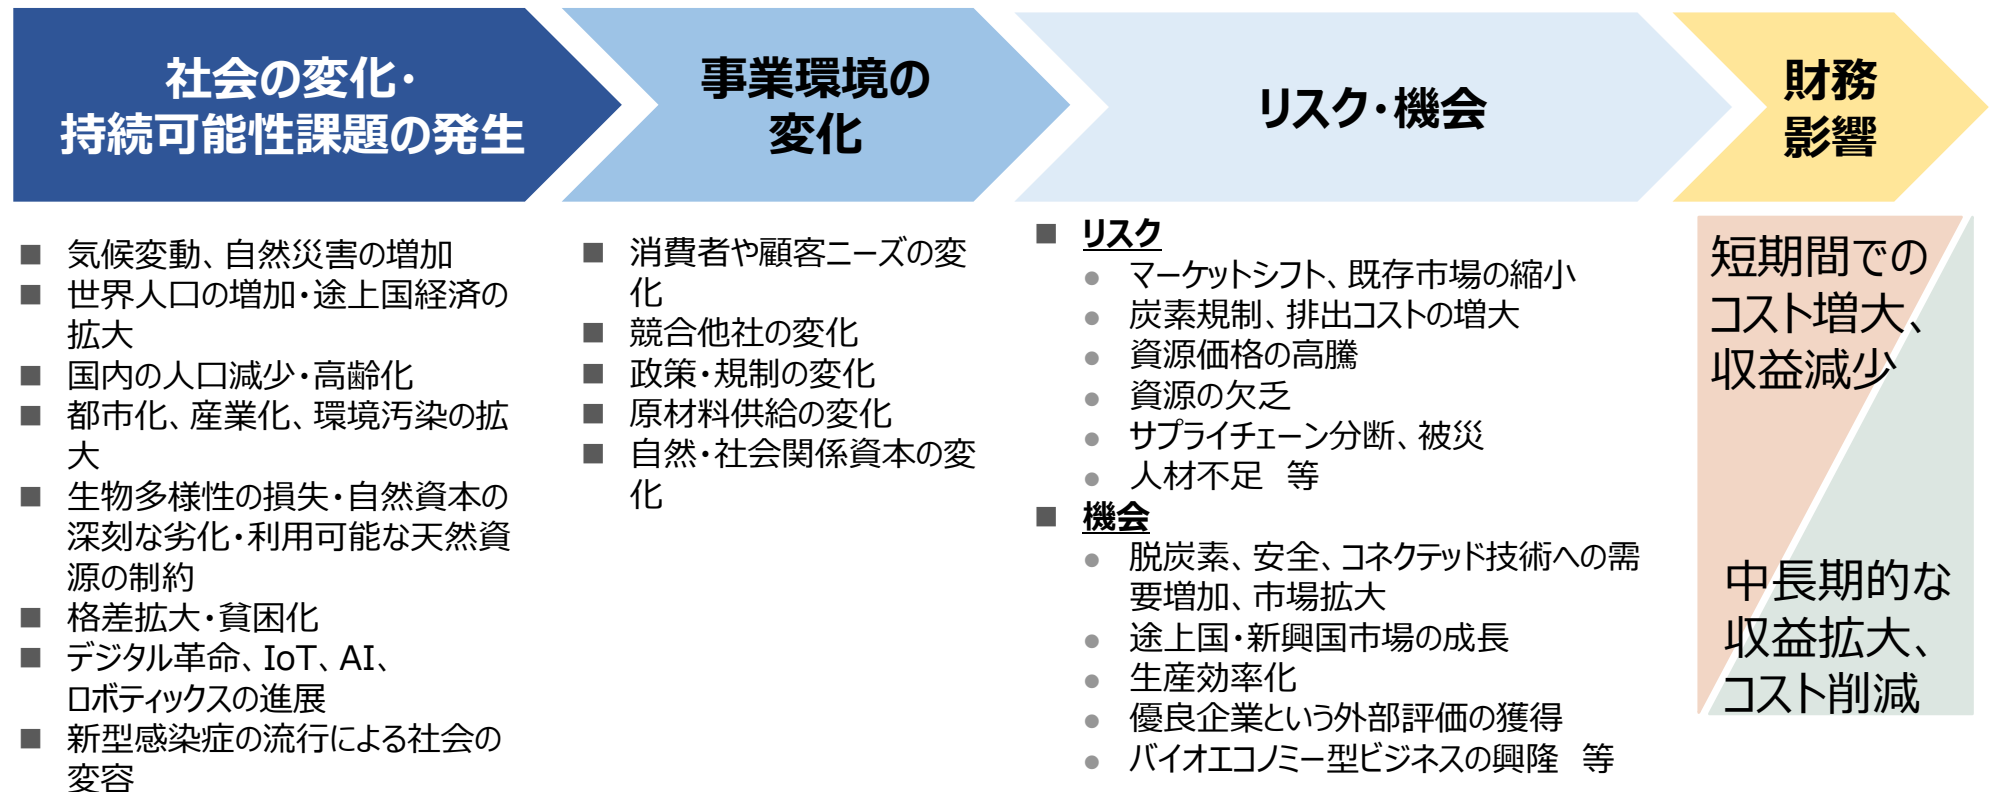 社会の変化・
持続可能性課題の発生
事業環境の
変化
リスク・機会
財務
影響
■ 気候変動、自然災害の増加
■ 世界人口の増加・途上国経済の
拡大
■ 国内の人口減少・高齢化
■ 都市化、産業化、環境汚染の拡
大
■ 生物多様性の損失・自然資本の
深刻な劣化・利用可能な天然資
源の制約
■ 格差拡大・貧困化
■ デジタル革命、IoT、AI、
ロボティックスの進展
■ 新型感染症の流行による社会の
変容
■ 消費者や顧客ニーズの変
化
■ 競合他社の変化
■ 政策・規制の変化
■ 原材料供給の変化
■ 自然・社会関係資本の変
化
■ リスク
● マーケットシフト、既存市場の縮小
● 炭素規制、排出コストの増大
● 資源価格の高騰
● 資源の欠乏
● サプライチェーン分断、被災
● 人材不足　等
■ 機会
● 脱炭素、安全、コネクテッド技術への需
要増加、市場拡大
● 途上国・新興国市場の成長
● 生産効率化
● 優良企業という外部評価の獲得
● バイオエコノミー型ビジネスの興隆　等
短期間での
コスト増大、
収益減少
中長期的な
収益拡大、
コスト削減